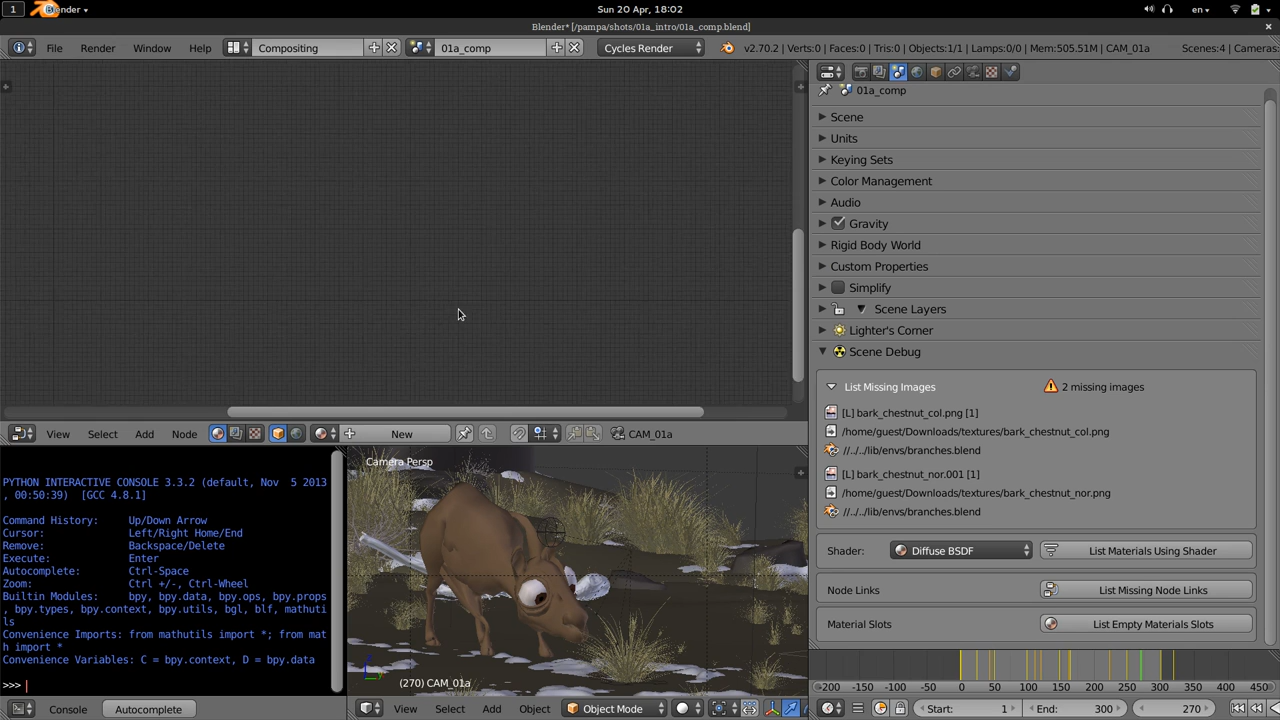 1 Blender Sun 20 Apr, 18:02 en
Blender* [/pampa/shots/01a_intro/01a_comp.blend]
File Render Window Help Compositing 01a_comp Cycles Render v2.70.2 | Verts:0 | Faces:0 | Tris:0 | Objects:1/1 | Lamps:0/0 | Mem:505.51M | CAM_01a Scenes:4 | Cameras:
01a_comp
Scene
Units
Keying Sets
Color Management
Audio
Gravity
Rigid Body World
Custom Properties
Simplify
Scene Layers
Lighter's Corner
Scene Debug
List Missing Images 2 missing images
[L] bark_chestnut_col.png [1]
/home/guest/Downloads/textures/bark_chestnut_col.png
//../../lib/envs/branches.blend
[L] bark_chestnut_nor.001 [1]
/home/guest/Downloads/textures/bark_chestnut_nor.png
//../../lib/envs/branches.blend
Shader: Diffuse BSDF List Materials Using Shader
Node Links List Missing Node Links
Material Slots List Empty Materials Slots
View Select Add Node New CAM_01a
PYTHON INTERACTIVE CONSOLE 3.3.2 (default, Nov  5 2013
, 00:50:39)  [GCC 4.8.1]
Command History:     Up/Down Arrow
Cursor:              Left/Right Home/End
Remove:              Backspace/Delete
Execute:             Enter
Autocomplete:        Ctrl-Space
Zoom:                Ctrl +/-, Ctrl-Wheel
Builtin Modules:     bpy, bpy.data, bpy.ops, bpy.props
, bpy.types, bpy.context, bpy.utils, bgl, blf, mathuti
ls
Convenience Imports: from mathutils import *; from mat
h import *
Convenience Variables: C = bpy.context, D = bpy.data
>>>
Console Autocomplete
Camera Persp
(270) CAM_01a
View Select Add Object Object Mode
-200 -150 -100 -50 0 50 100 150 200 250 300 350 400 450
Start: 1 End: 300 270